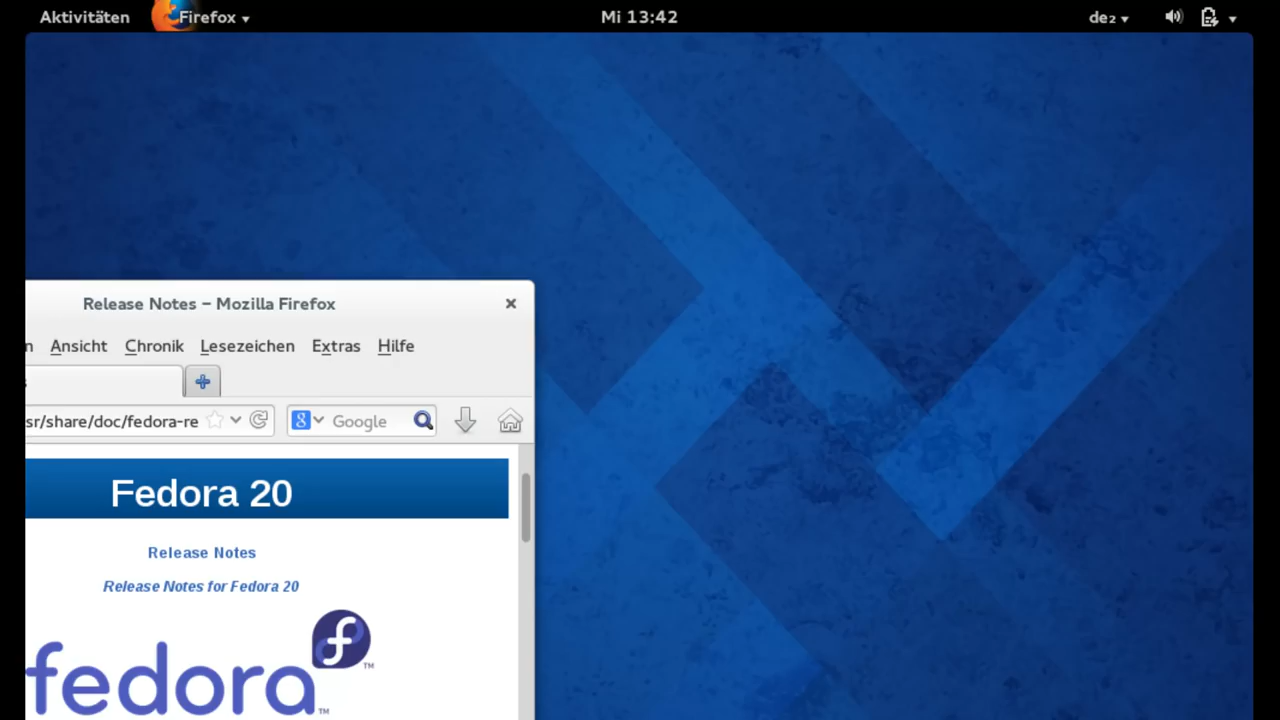 Aktivitäten Firefox Mi 13:42 de₂
Release Notes – Mozilla Firefox
Ansicht Chronik Lesezeichen Extras Hilfe
sr/share/doc/fedora-re Google
Fedora 20
Release Notes
Release Notes for Fedora 20
fedora™